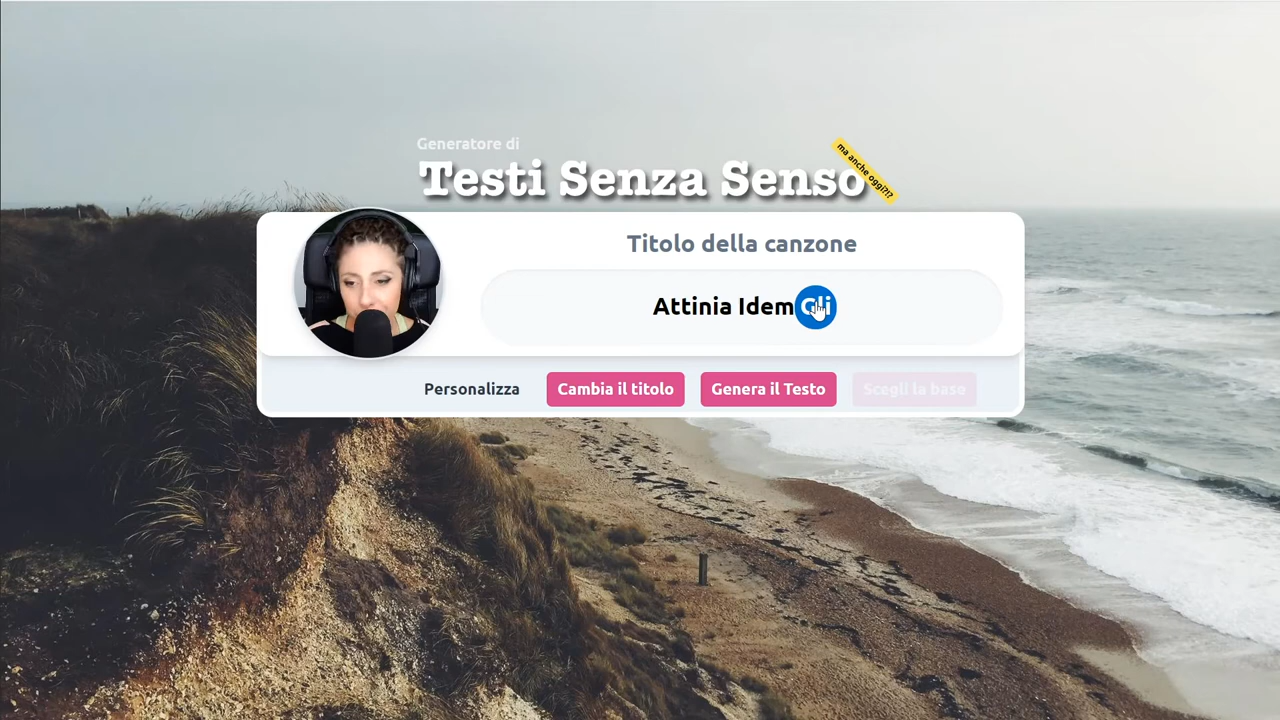 Generatore di
Testi Senza Senso
ma anche oggi?!?
Titolo della canzone
Attinia Idem Gli
Personalizza
Cambia il titolo
Genera il Testo
Scegli la base